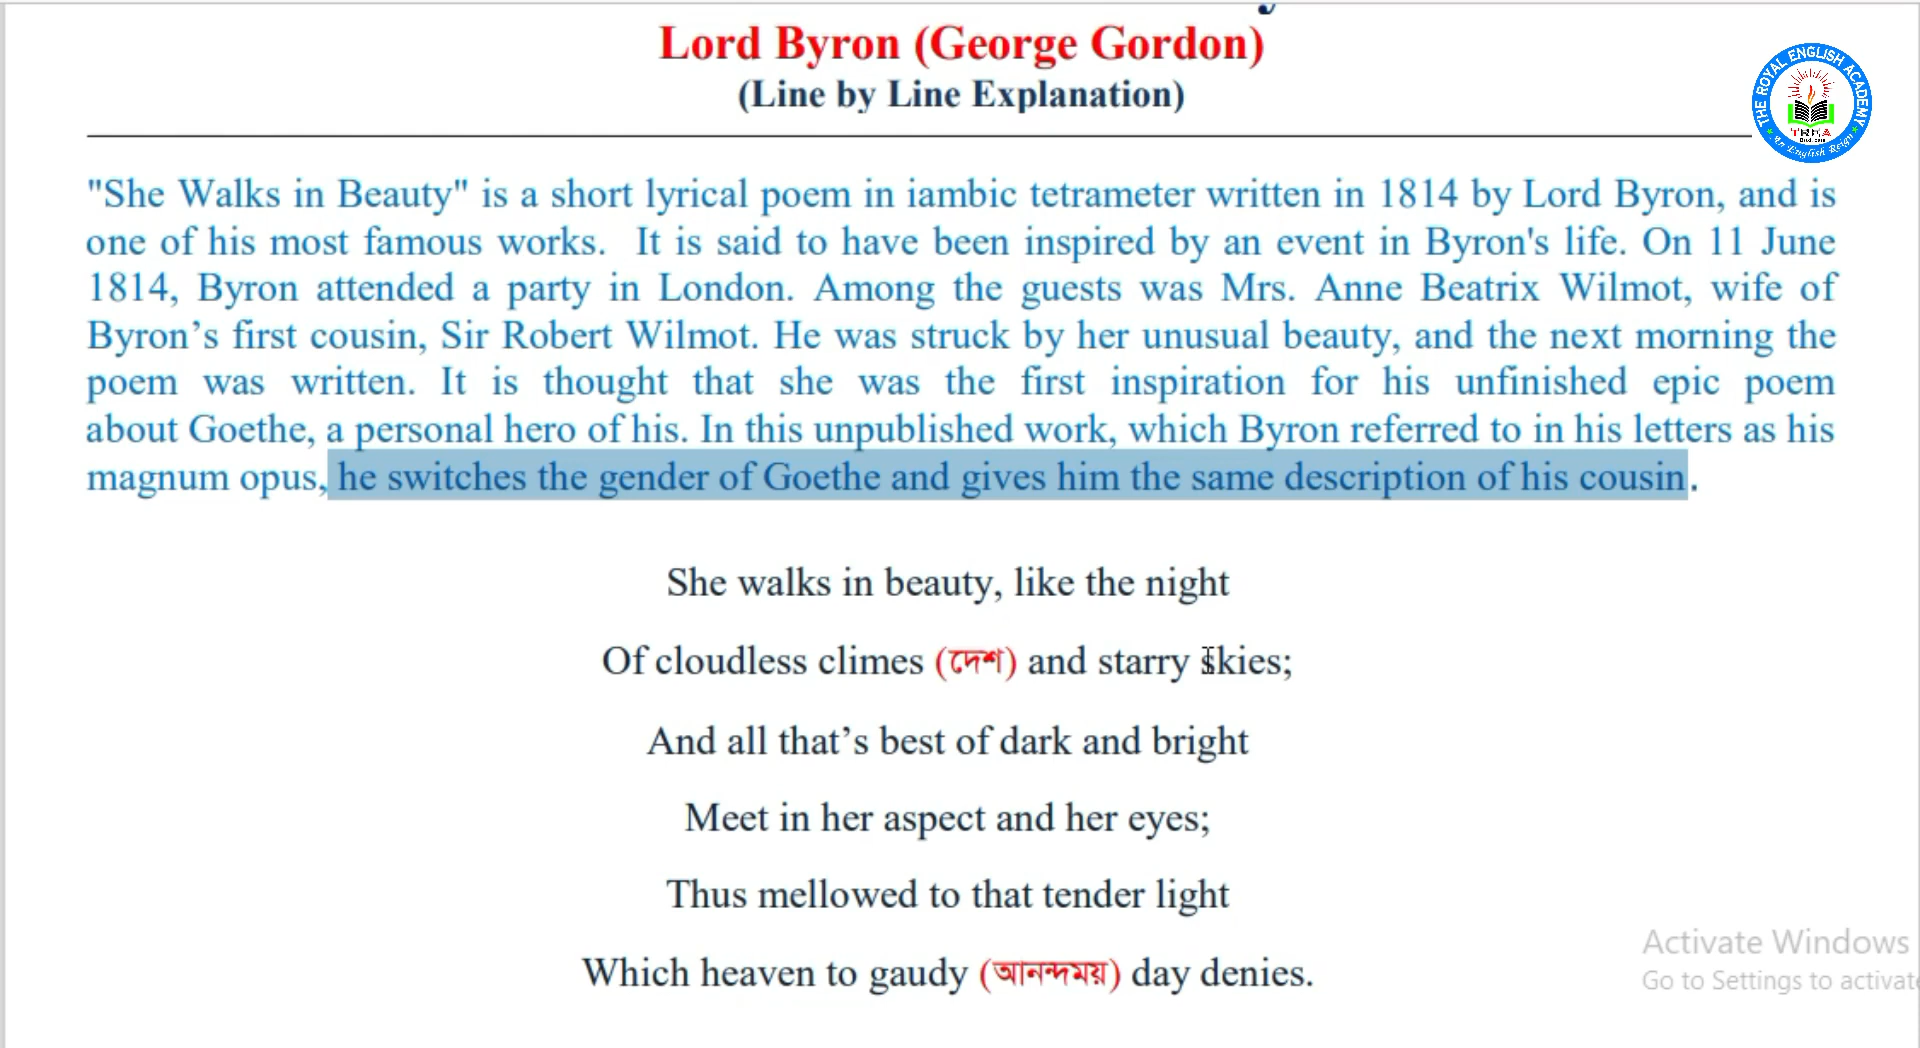 Lord Byron (George Gordon)
(Line by Line Explanation)
THE ROYAL ENGLISH ACADEMY
TREA
An English Reign
"She Walks in Beauty" is a short lyrical poem in iambic tetrameter written in 1814 by Lord Byron, and is
one of his most famous works. It is said to have been inspired by an event in Byron's life. On 11 June
1814, Byron attended a party in London. Among the guests was Mrs. Anne Beatrix Wilmot, wife of
Byron’s first cousin, Sir Robert Wilmot. He was struck by her unusual beauty, and the next morning the
poem was written. It is thought that she was the first inspiration for his unfinished epic poem
about Goethe, a personal hero of his. In this unpublished work, which Byron referred to in his letters as his
magnum opus, he switches the gender of Goethe and gives him the same description of his cousin.
She walks in beauty, like the night
Of cloudless climes (দেশ) and starry skies;
And all that’s best of dark and bright
Meet in her aspect and her eyes;
Thus mellowed to that tender light
Which heaven to gaudy (আনন্দময়) day denies.
Activate Windows
Go to Settings to activate